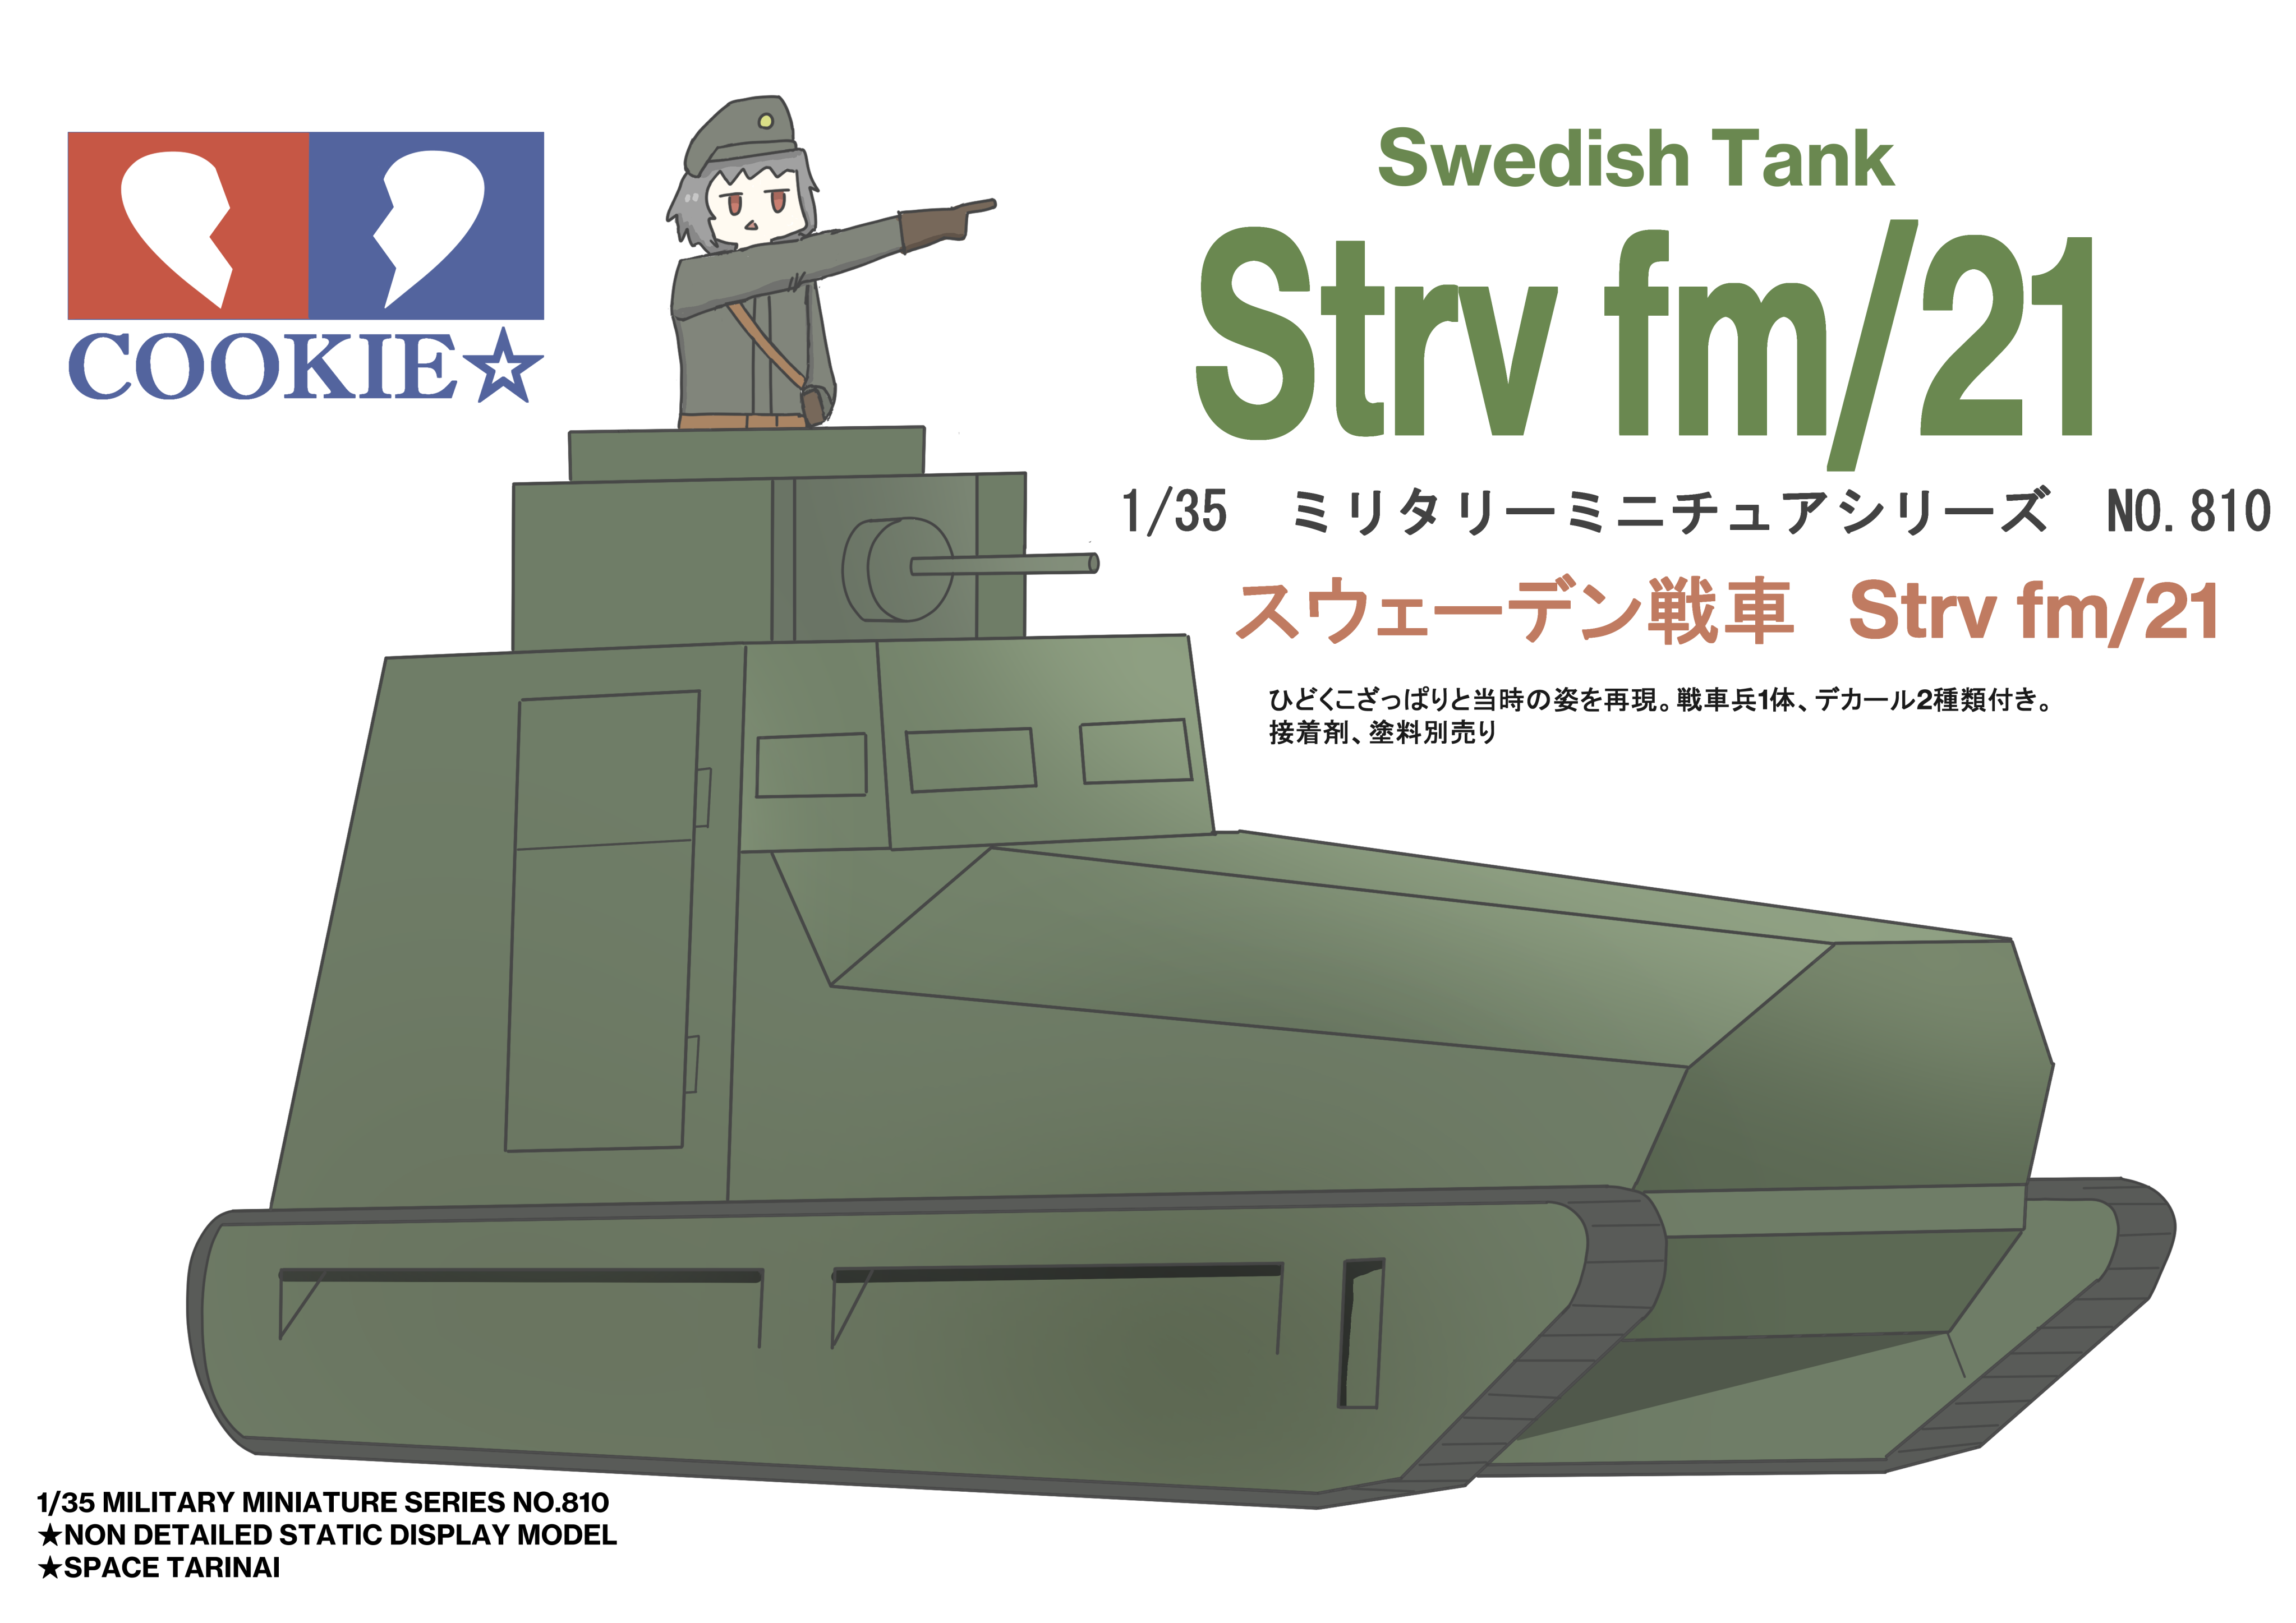 COOKIE☆
Swedish Tank
Strv fm/21
1/35 ミリタリーミニチュアシリーズ NO.810
スウェーデン戦車 Strv fm/21
ひどくこざっぱりと当時の姿を再現。戦車兵1体、デカール2種類付き。
接着剤、塗料別売り
1/35 MILITARY MINIATURE SERIES NO.810
★NON DETAILED STATIC DISPLAY MODEL
★SPACE TARINAI